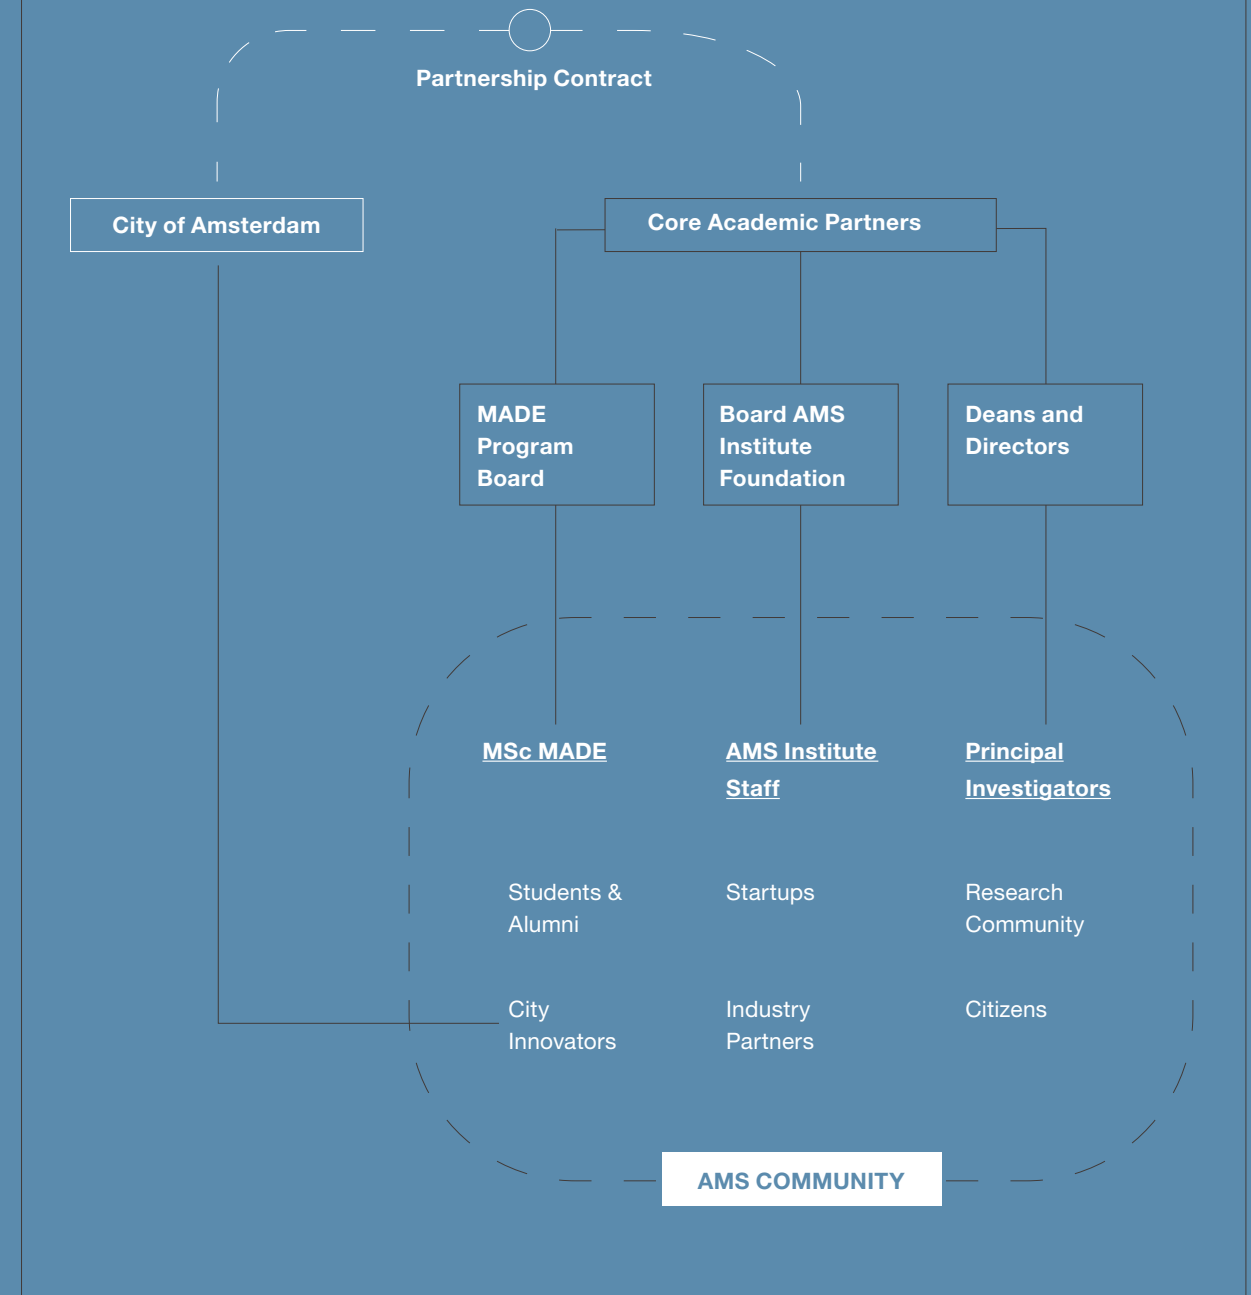 Partnership Contract
City of Amsterdam
Core Academic Partners
MADE
Program
Board
Board AMS
Institute
Foundation
Deans and
Directors
MSc MADE
AMS Institute
Staff
Principal
Investigators
Students &
Alumni
Startups
Research
Community
City
Innovators
Industry
Partners
Citizens
AMS COMMUNITY